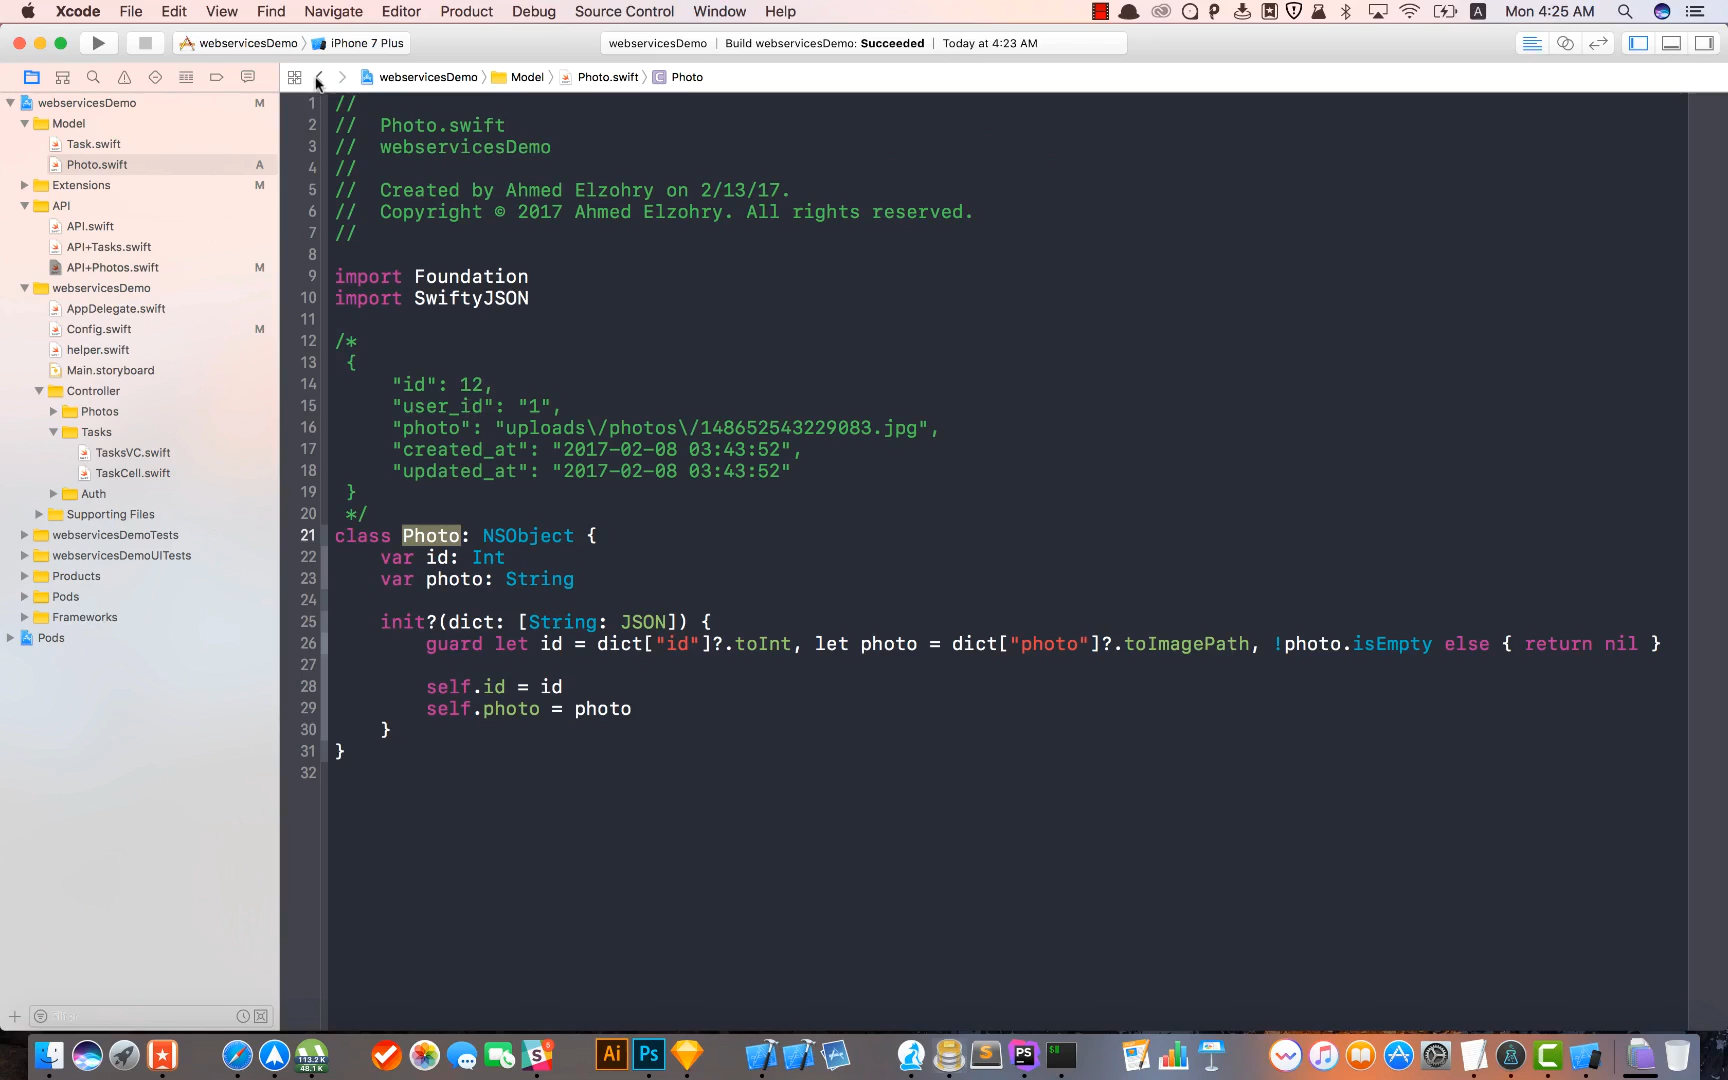 Xcode File Edit View Find Navigate Editor Product Debug Source Control Window Help Mon 4:25 AM
webservicesDemo iPhone 7 Plus webservicesDemo | Build webservicesDemo: Succeeded | Today at 4:23 AM
webservicesDemo Model Photo.swift C Photo
webservicesDemo M
Model
Task.swift
Photo.swift A
Extensions M
API
API.swift
API+Tasks.swift
API+Photos.swift M
webservicesDemo
AppDelegate.swift
Config.swift M
helper.swift
Main.storyboard
Controller
Photos
Tasks
TasksVC.swift
TaskCell.swift
Auth
Supporting Files
webservicesDemoTests
webservicesDemoUITests
Products
Pods
Frameworks
Pods
1 //
2 // Photo.swift
3 // webservicesDemo
4 //
5 // Created by Ahmed Elzohry on 2/13/17.
6 // Copyright © 2017 Ahmed Elzohry. All rights reserved.
7 //
8
9 import Foundation
10 import SwiftyJSON
11
12 /*
13 {
14 "id": 12,
15 "user_id": "1",
16 "photo": "uploads\/photos\/148652543229083.jpg",
17 "created_at": "2017-02-08 03:43:52",
18 "updated_at": "2017-02-08 03:43:52"
19 }
20 */
21 class Photo: NSObject {
22 var id: Int
23 var photo: String
24
25 init?(dict: [String: JSON]) {
26 guard let id = dict["id"]?.toInt, let photo = dict["photo"]?.toImagePath, !photo.isEmpty else { return nil }
27
28 self.id = id
29 self.photo = photo
30 }
31 }
32
113.2 K
48.1 K
5
Ai Ps S PS $ C